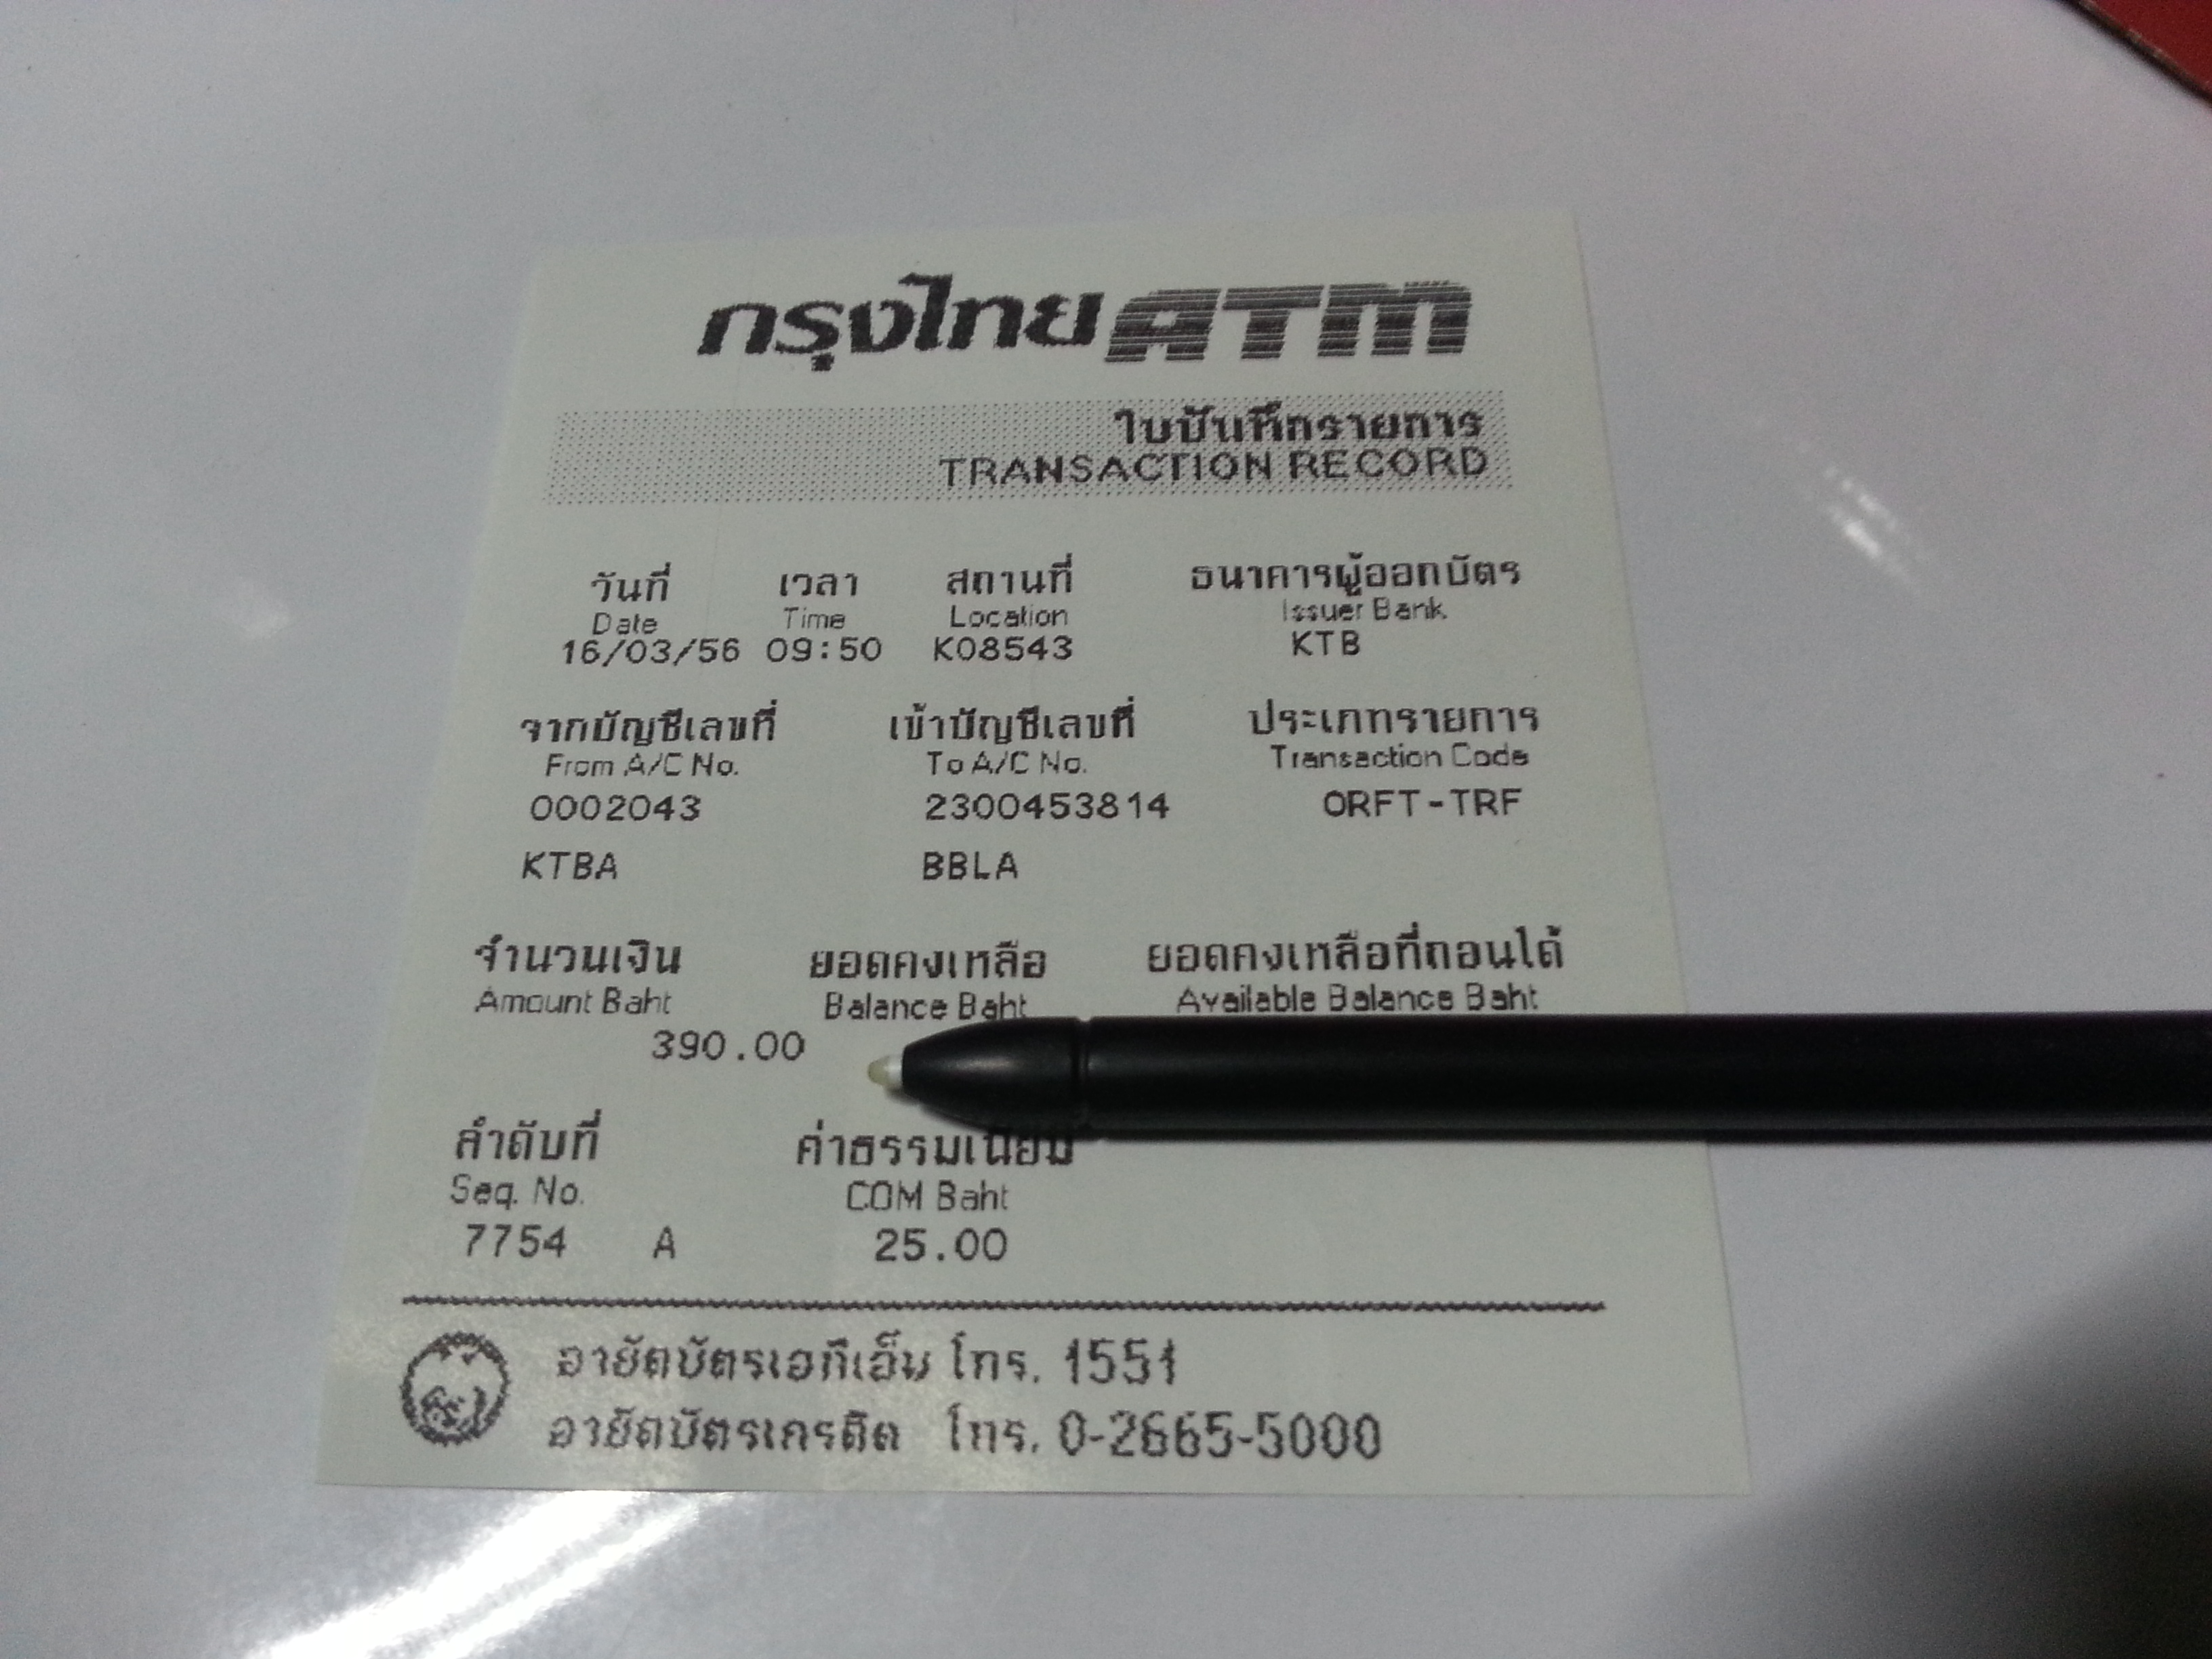 กรุงไทย ATM
ใบบันทึกรายการ
TRANSACTION RECORD
วันที่ เวลา สถานที่ ธนาคารผู้ออกบัตร
Date Time Location Issuer Bank
16/03/56 09:50 K08543 KTB
จากบัญชีเลขที่ เข้าบัญชีเลขที่ ประเภทรายการ
From A/C No. To A/C No. Transaction Code
0002043 2300453814 ORFT-TRF
KTBA BBLA
จำนวนเงิน ยอดคงเหลือ ยอดคงเหลือที่ถอนได้
Amount Baht Balance Baht Available Balance Baht
390.00
ลำดับที่ ค่าธรรมเนียม
Seq. No. COM Baht
7754 A 25.00
อายัดบัตรเอทีเอ็ม โทร. 1551
อายัดบัตรเครดิต โทร. 0-2665-5000